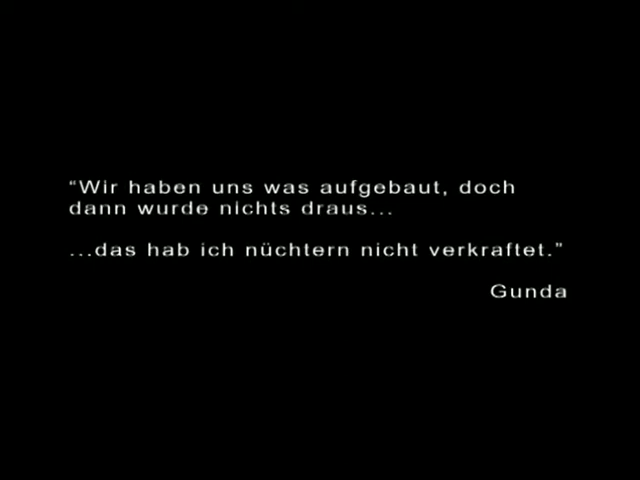 “Wir haben uns was aufgebaut, doch
dann wurde nichts draus...
...das hab ich nüchtern nicht verkraftet.”
Gunda